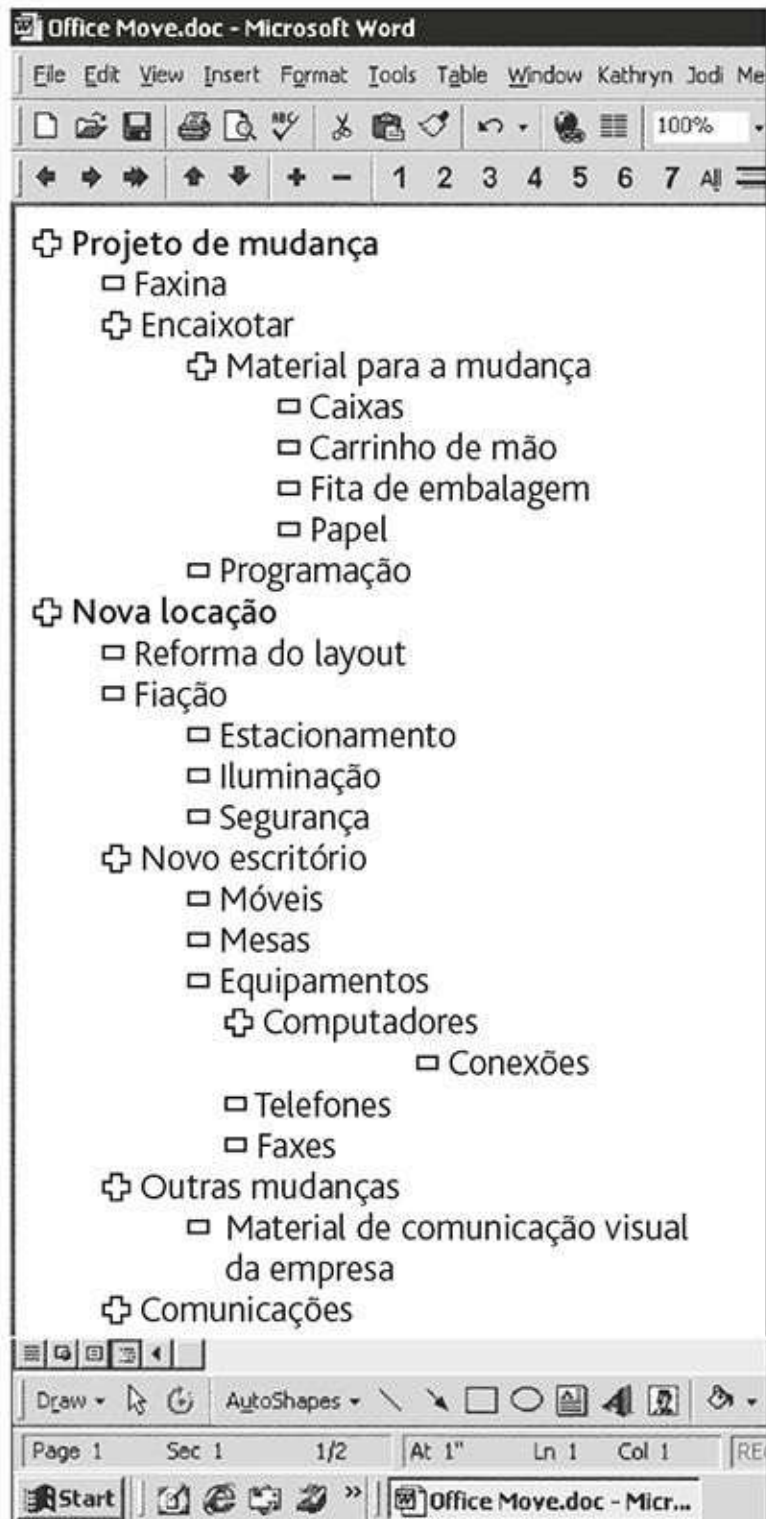 Office Move.doc - Microsoft Word
File Edit View Insert Format Tools Table Window Kathryn Jodi Me
ABC 100%
+ - 1 2 3 4 5 6 7 All
Projeto de mudança
Faxina
Encaixotar
Material para a mudança
Caixas
Carrinho de mão
Fita de embalagem
Papel
Programação
Nova locação
Reforma do layout
Fiação
Estacionamento
Iluminação
Segurança
Novo escritório
Móveis
Mesas
Equipamentos
Computadores
Conexões
Telefones
Faxes
Outras mudanças
Material de comunicação visual
da empresa
Comunicações
Draw AutoShapes
Page 1 Sec 1 1/2 At 1" Ln 1 Col 1 REC
Start » Office Move.doc - Micr...